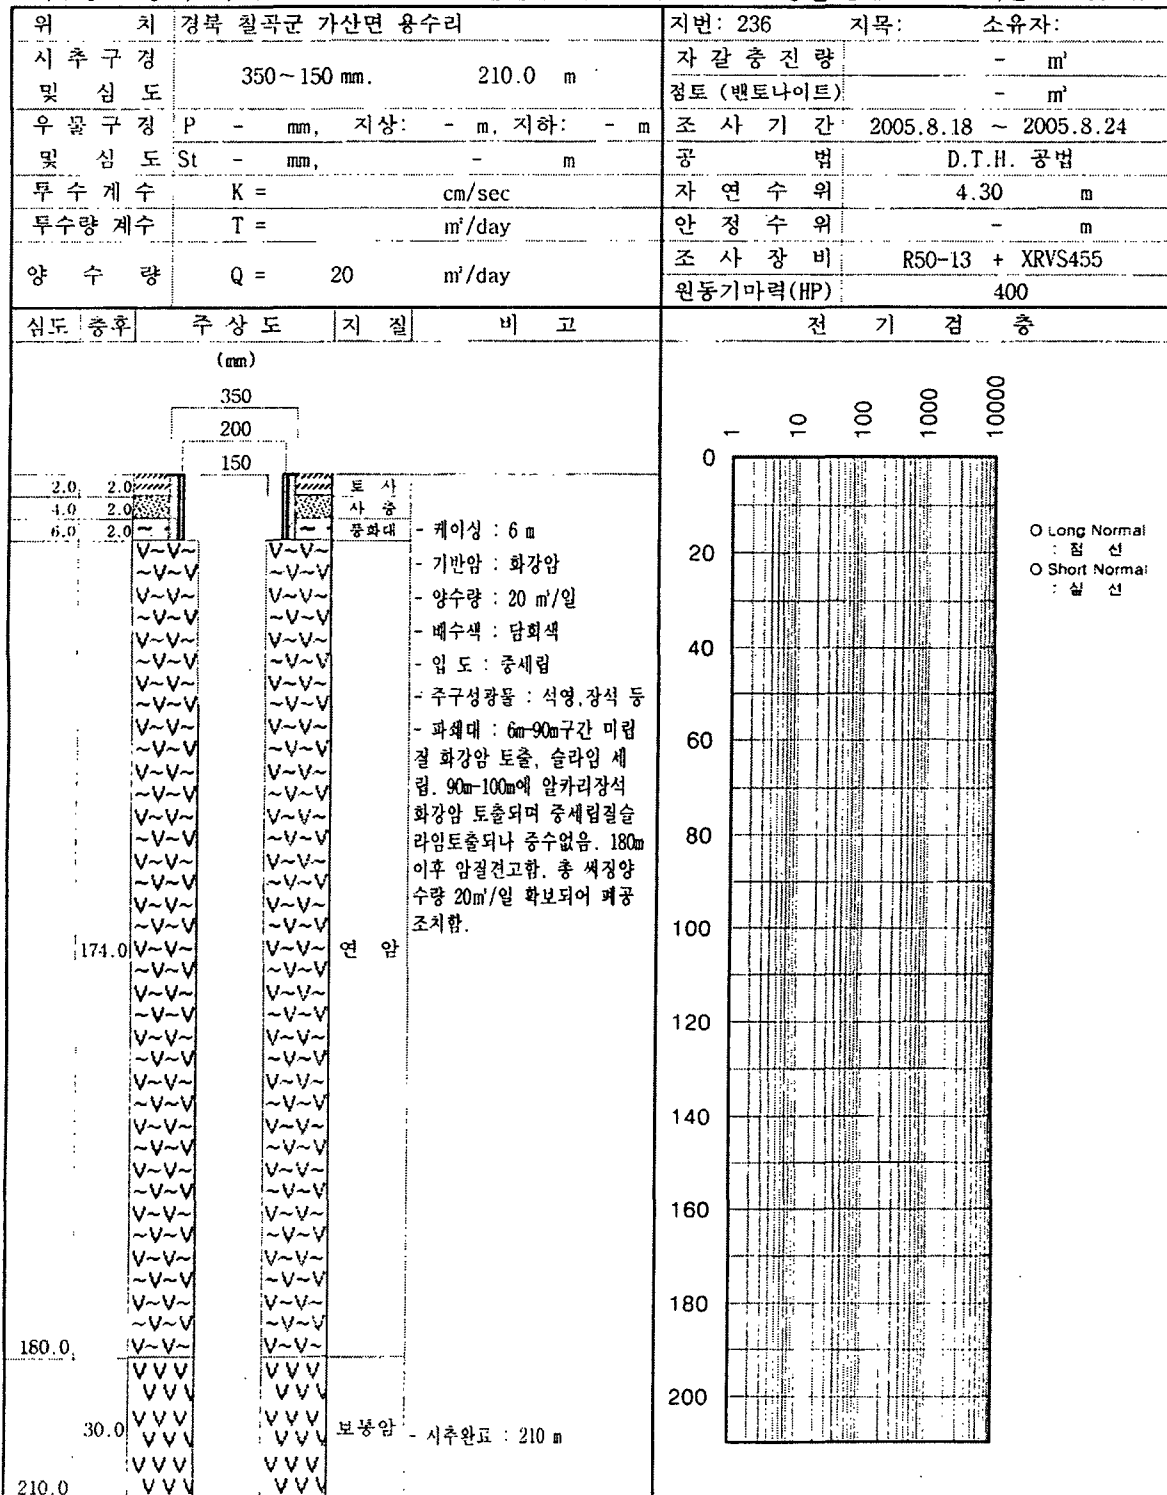 위 치 경북 칠곡군 가산면 용수리
지번: 236 지목: 소유자:
시 추 구 경
및 심 도
350~150 mm. 210.0 m
자 갈 충 진 량 - m³
점토 (벤토나이트) - m³
우 물 구 경 P - mm, 지상: - m, 지하: - m
및 심 도 St - mm, - m
조 사 기 간 2005.8.18 ~ 2005.8.24
공 법 D.T.H. 공법
투 수 계 수 K = cm/sec
자 연 수 위 4.30 m
투수량 계수 T = m²/day
안 정 수 위 - m
양 수 량 Q = 20 m³/day
조 사 장 비 R50-13 + XRVS455
원동기마력(HP) 400
심도 층후 주 상 도 지 질 비 고
전 기 검 층
(mm)
350
200
150
2.0 2.0 토 사
4.0 2.0 사 층
6.0 2.0 풍화대
- 케이싱 : 6 m
- 기반암 : 화강암
- 양수량 : 20 m³/일
- 배수색 : 담회색
- 입 도 : 중세립
- 주구성광물 : 석영,장석 등
- 파쇄대 : 6m-90m구간 미립
질 화강암 토출, 슬라임 세
립. 90m-100m에 알카리장석
화강암 토출되며 중세립질슬
라임토출되나 증수없음. 180m
이후 암질견고함. 총 써징양
수량 20m³/일 확보되어 폐공
조치함.
174.0 연 암
180.0
30.0 보통암 - 시추완료 : 210 m
210.0
1 10 100 1000 10000
0
20
40
60
80
100
120
140
160
180
200
O Long Normal
: 점 선
O Short Normal
: 실 선